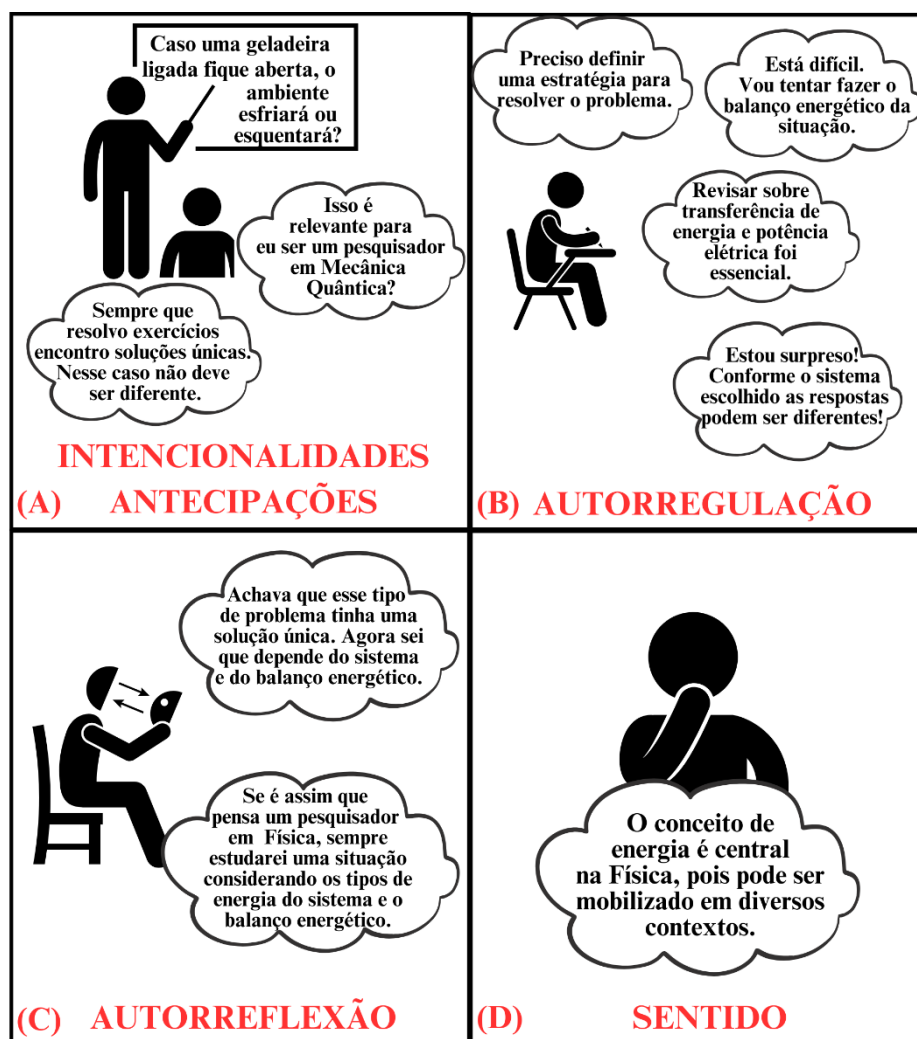 Caso uma geladeira
ligada fique aberta, o
ambiente
esfriará ou
esquentará?
Isso é
relevante para
eu ser um pesquisador
em Mecânica
Quântica?
Sempre que
resolvo exercícios
encontro soluções únicas.
Nesse caso não deve
ser diferente.
INTENCIONALIDADES
(A) ANTECIPAÇÕES
Preciso definir
uma estratégia para
resolver o problema.
Está difícil.
Vou tentar fazer o
balanço energético da
situação.
Revisar sobre
transferência de
energia e potência
elétrica foi
essencial.
Estou surpreso!
Conforme o sistema
escolhido as respostas
podem ser diferentes!
(B) AUTORREGULAÇÃO
Achava que esse tipo
de problema tinha uma
solução única. Agora sei
que depende do sistema
e do balanço energético.
Se é assim que
pensa um pesquisador
em Física, sempre
estudarei uma situação
considerando os tipos de
energia do sistema e o
balanço energético.
(C) AUTORREFLEXÃO
O conceito de
energia é central
na Física, pois pode ser
mobilizado em diversos
contextos.
(D) SENTIDO